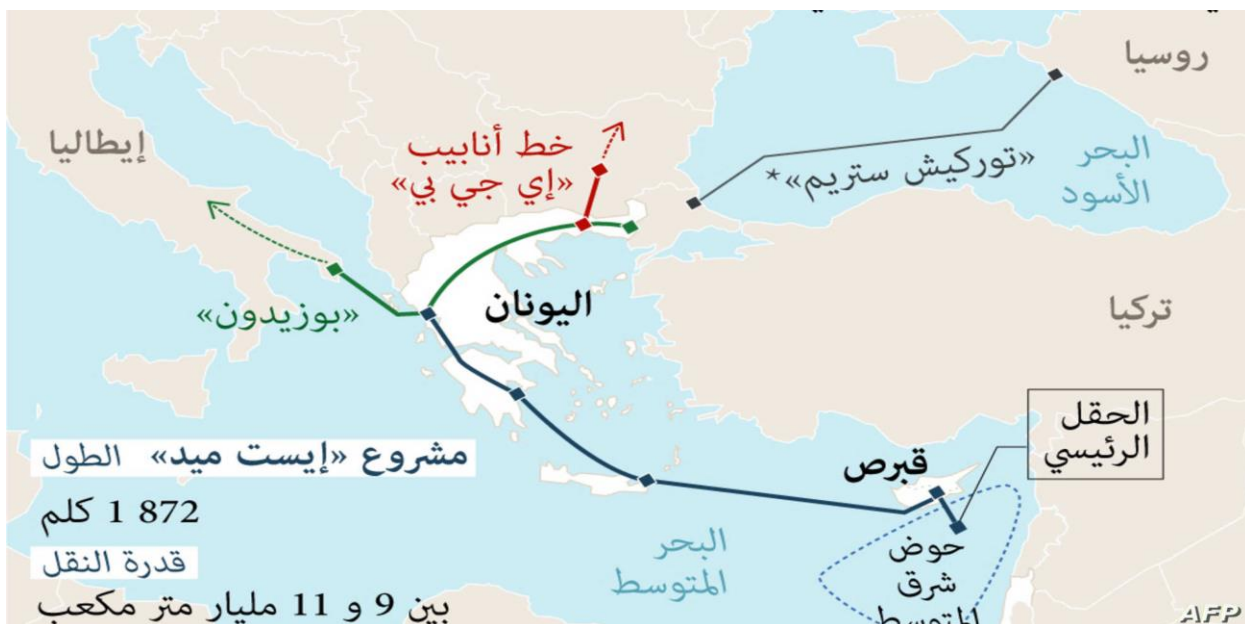 روسيا
إيطاليا
خط أنابيب
«إي جي بي»
«توركيش ستريم»*
البحر
الأسود
اليونان
«بوزيدون»
تركيا
الحقل
الرئيسي
قبرص
مشروع «إيست ميد» الطول
1 872 كلم
قدرة النقل
بين 9 و 11 مليار متر مكعب
البحر
المتوسط
حوض
شرق
المتوسط
AFP